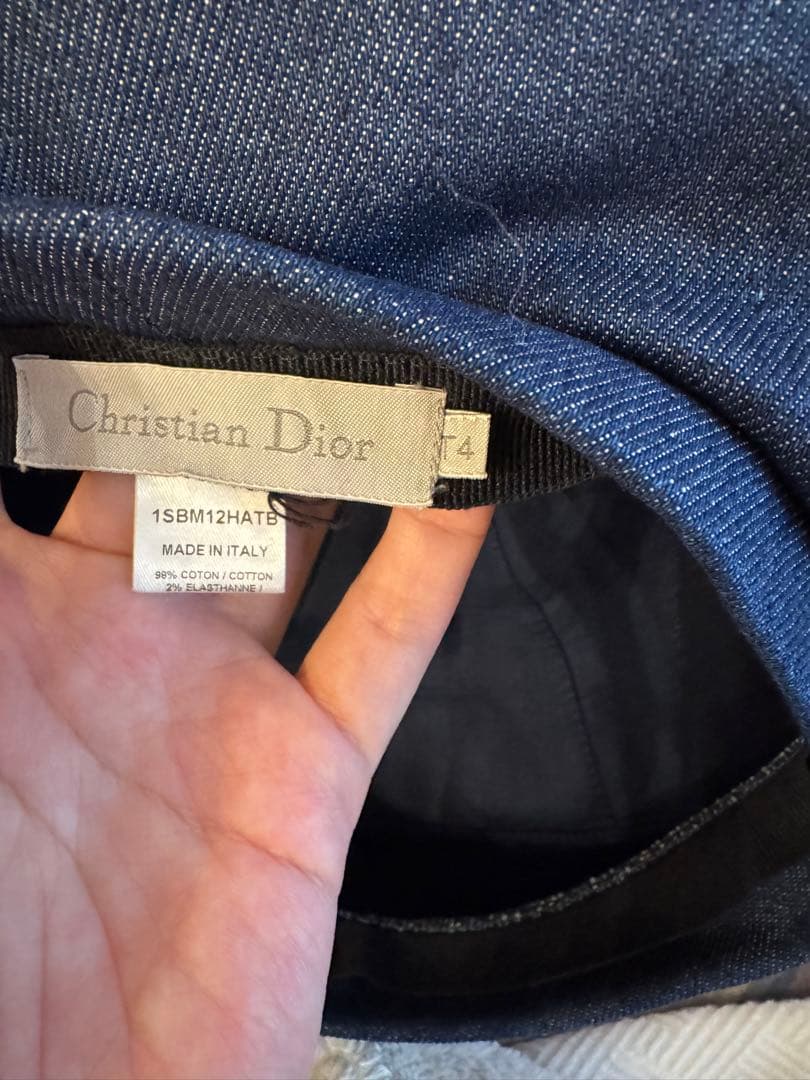 Christian Dior
T4
1SBM12HATB
MADE IN ITALY
98% COTON / COTTON
2% ELASTHANNE /